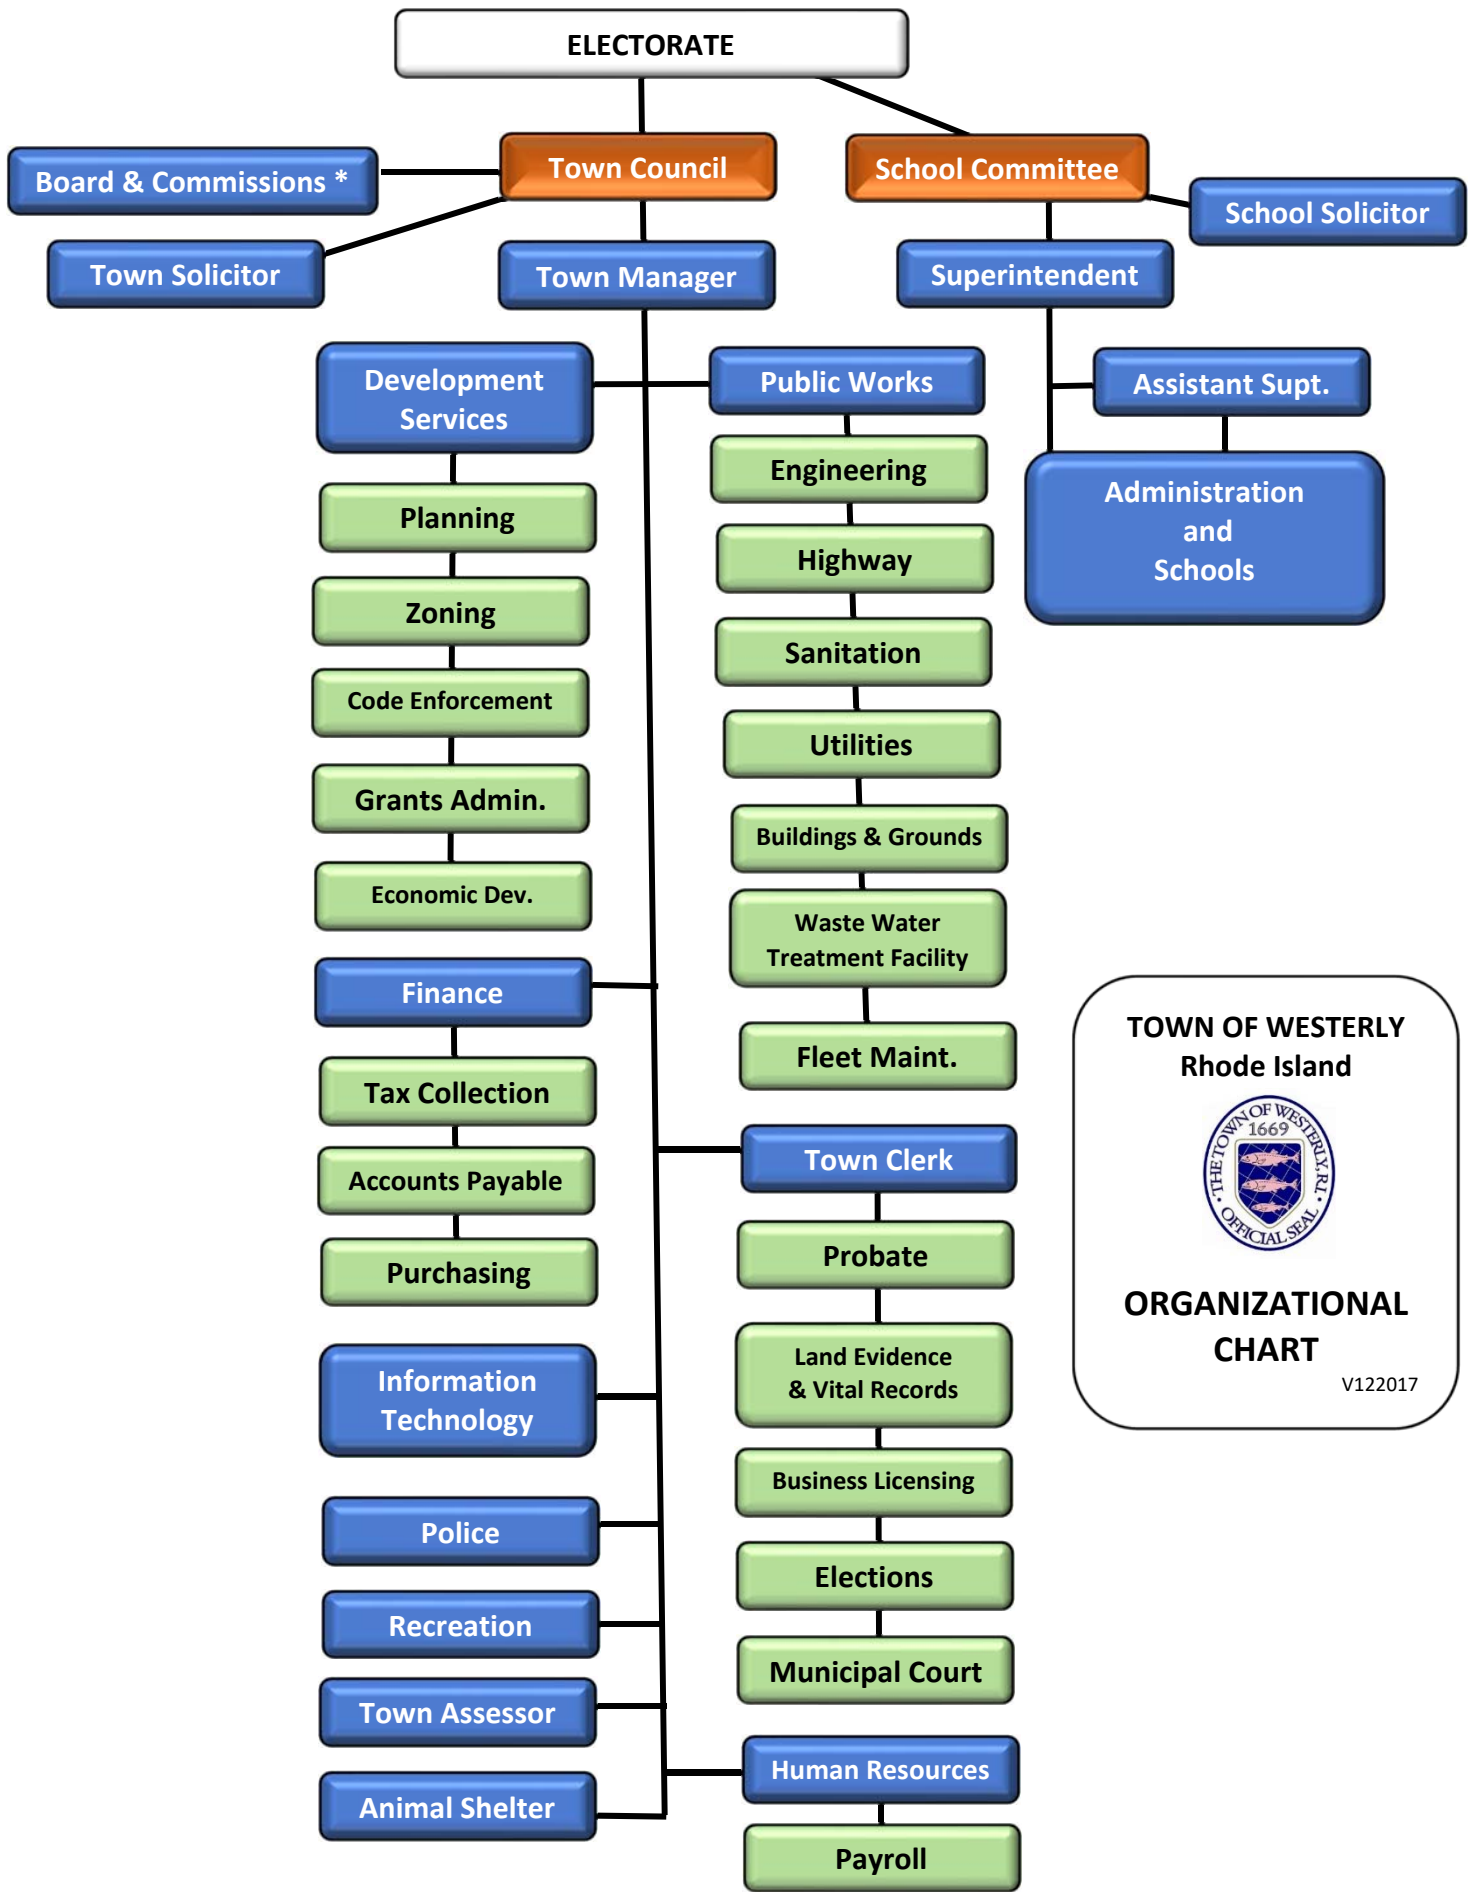 ELECTORATE
Town Council
School Committee
Board & Commissions *
School Solicitor
Town Solicitor
Town Manager
Superintendent
Development
Services
Public Works
Assistant Supt.
Administration
and
Schools
Planning
Zoning
Code Enforcement
Grants Admin.
Economic Dev.
Engineering
Highway
Sanitation
Utilities
Buildings & Grounds
Waste Water
Treatment Facility
Fleet Maint.
Finance
Tax Collection
Accounts Payable
Purchasing
Information
Technology
Police
Recreation
Town Assessor
Animal Shelter
Town Clerk
Probate
Land Evidence
& Vital Records
Business Licensing
Elections
Municipal Court
Human Resources
Payroll
TOWN OF WESTERLY
Rhode Island
THE TOWN OF WESTERLY, R.I.
1669
OFFICIAL SEAL
ORGANIZATIONAL
CHART
V122017